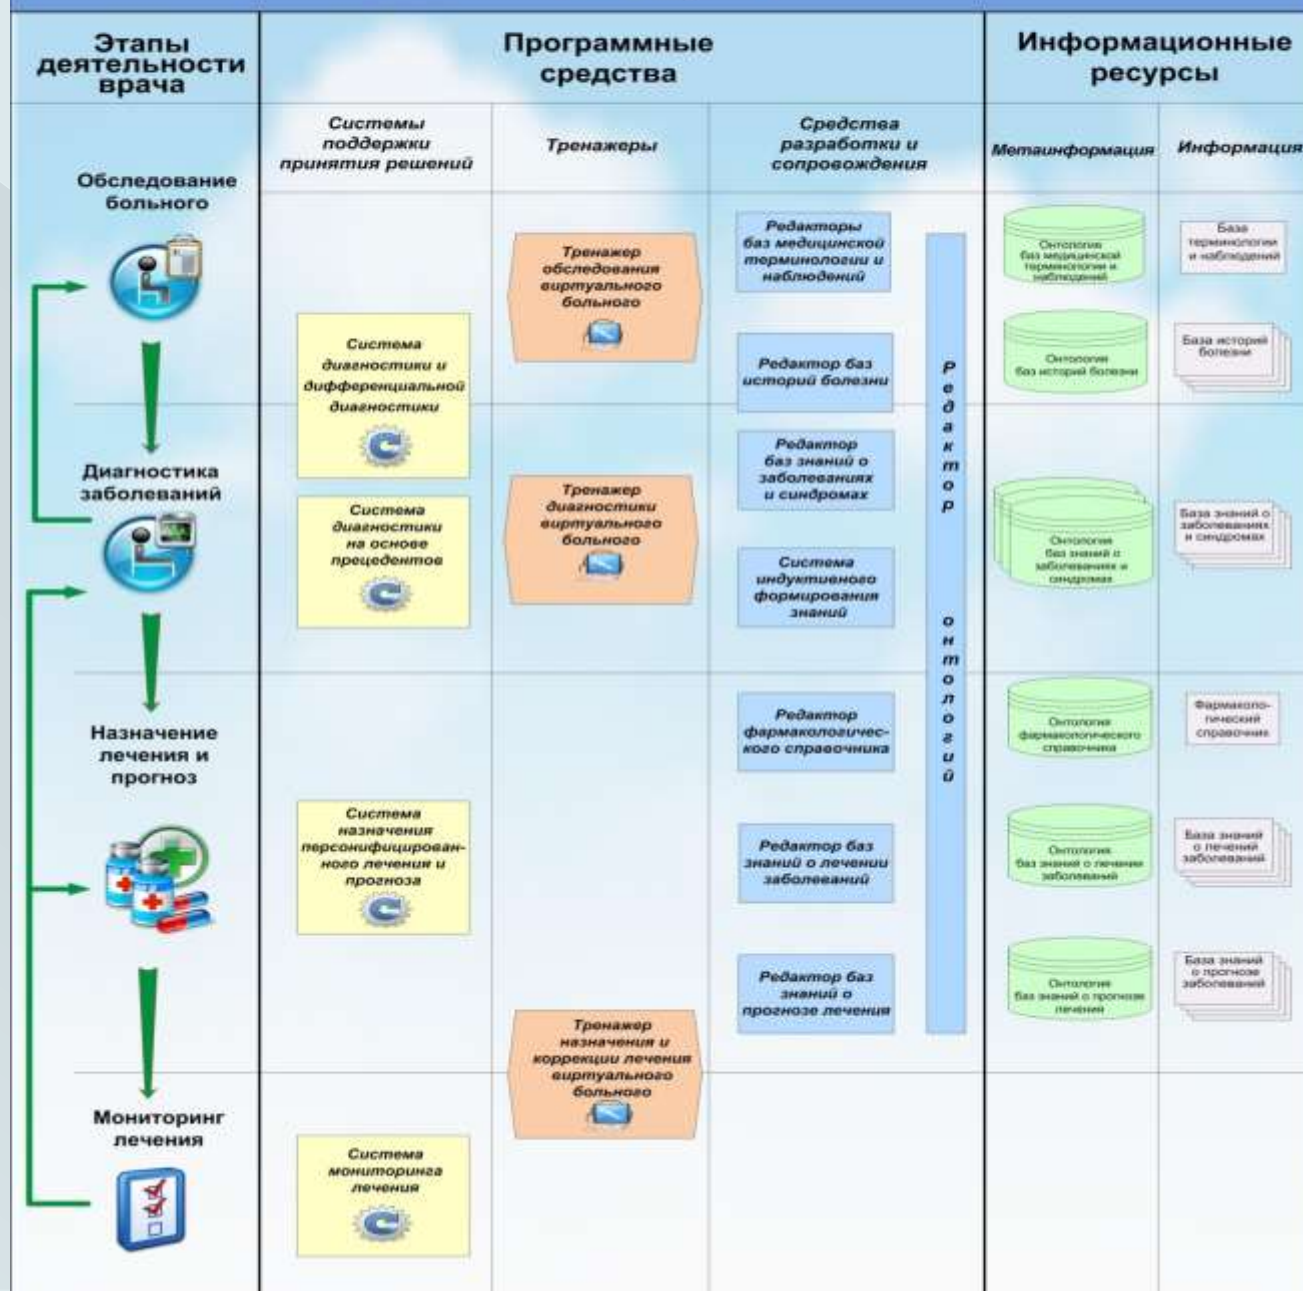 Этапы
деятельности
врача
Программные
средства
Информационные
ресурсы
Системы
поддержки
принятия решений
Тренажеры
Средства
разработки и
сопровождения
Метаинформация
Информация
Обследование
больного
Диагностика
заболеваний
Назначение
лечения и
прогноз
Мониторинг
лечения
Система
диагностики и
дифференциальной
диагностики
Система
диагностики
на основе
прецедентов
Система
назначения
персонифицирован-
ного лечения и
прогноза
Система
мониторинга
лечения
Тренажер
обследования
виртуального
больного
Тренажер
диагностики
виртуального
больного
Тренажер
назначения и
коррекции лечения
виртуального
больного
Редакторы
баз медицинской
терминологии и
наблюдений
Редактор баз
историй болезни
Редактор
баз знаний о
заболеваниях
и синдромах
Система
индуктивного
формирования
знаний
Редактор
фармакологичес-
кого справочника
Редактор баз
знаний о лечении
заболеваний
Редактор баз
знаний о
прогнозе лечения
Редактор онтологий
Онтология
баз медицинской
терминологии и
наблюдений
Онтология
баз историй болезни
Онтология
баз знаний о
заболеваниях и
синдромах
Онтология
фармакологического
справочника
Онтология
баз знаний о лечении
заболеваний
Онтология
баз знаний о прогнозе
лечения
База
терминологии
и наблюдений
База историй
болезни
База знаний о
заболеваниях
и синдромах
Фармаколо-
гический
справочник
База знаний
о лечений
заболеваний
База знаний
о прогнозе
заболеваний